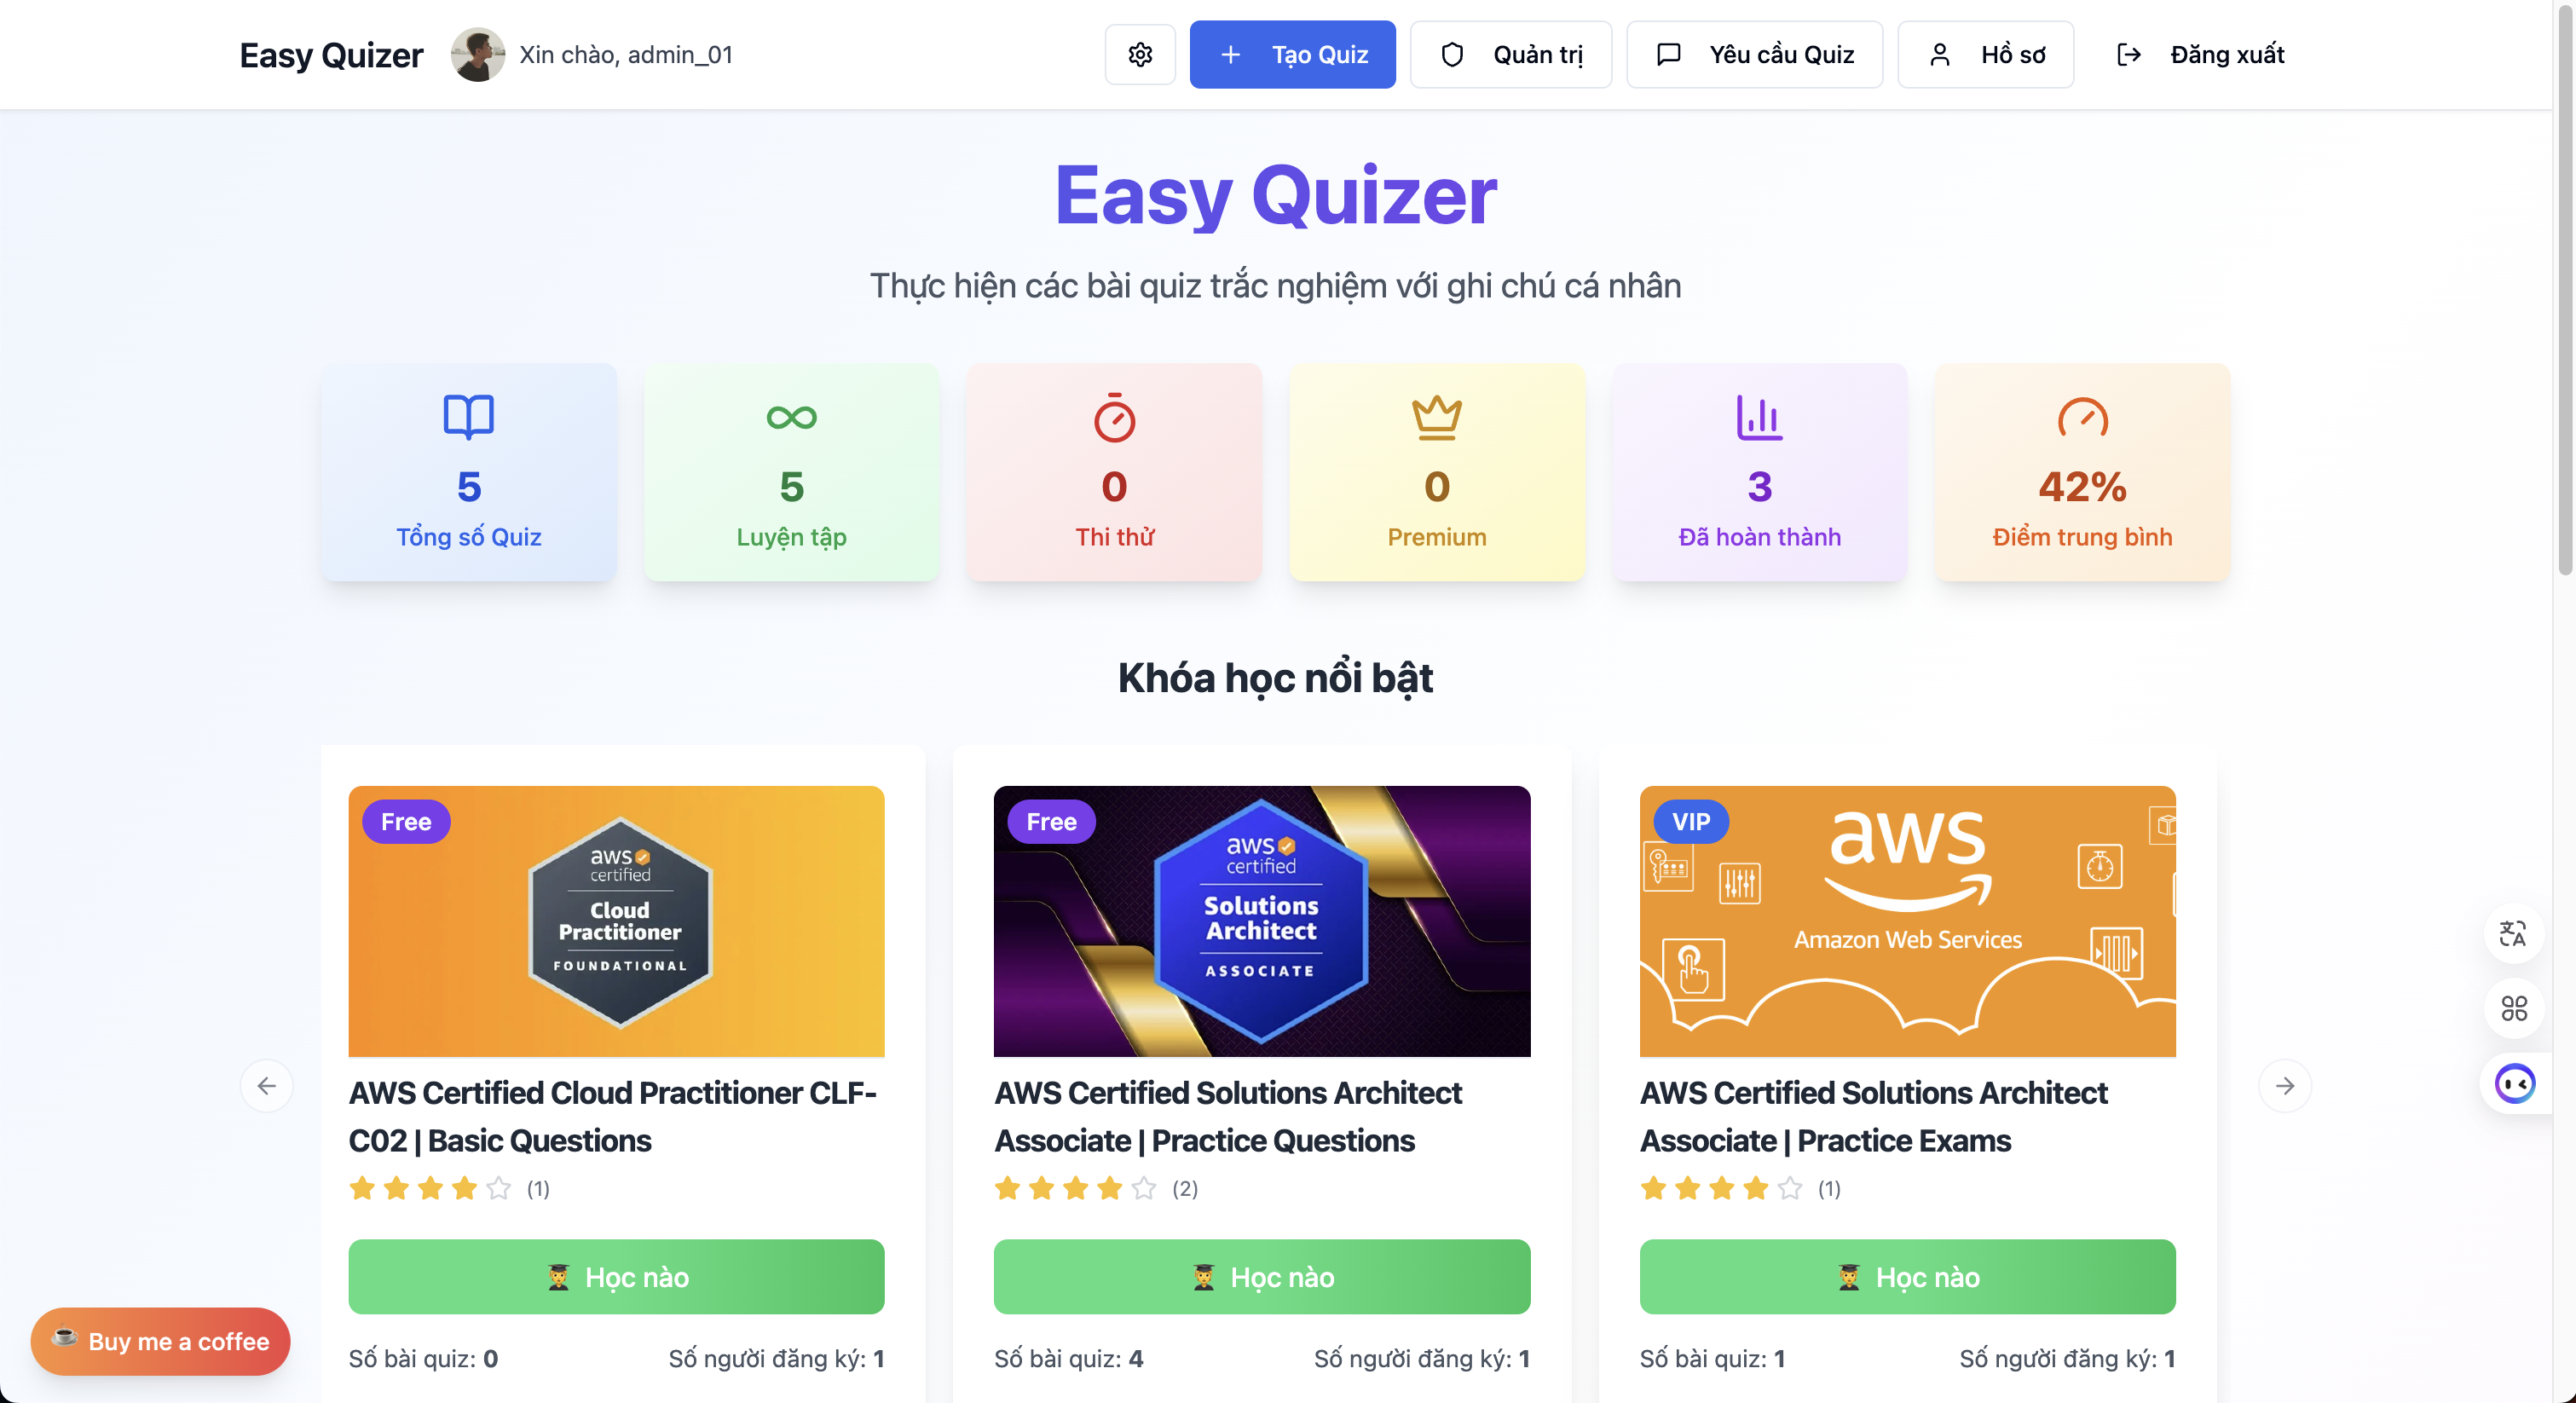 Easy Quizer
Xin chào, admin_01
Tạo Quiz
Quản trị
Yêu cầu Quiz
Hồ sơ
Đăng xuất
Easy Quizer
Thực hiện các bài quiz trắc nghiệm với ghi chú cá nhân
5
Tổng số Quiz
5
Luyện tập
0
Thi thử
0
Premium
3
Đã hoàn thành
42%
Điểm trung bình
Khóa học nổi bật
Free
aws
certified
Cloud
Practitioner
FOUNDATIONAL
AWS Certified Cloud Practitioner CLF-
C02 | Basic Questions
(1)
Học nào
Số bài quiz: 0
Số người đăng ký: 1
Free
aws
certified
Solutions
Architect
ASSOCIATE
AWS Certified Solutions Architect
Associate | Practice Questions
(2)
Học nào
Số bài quiz: 4
Số người đăng ký: 1
VIP
aws
Amazon Web Services
AWS Certified Solutions Architect
Associate | Practice Exams
(1)
Học nào
Số bài quiz: 1
Số người đăng ký: 1
Buy me a coffee